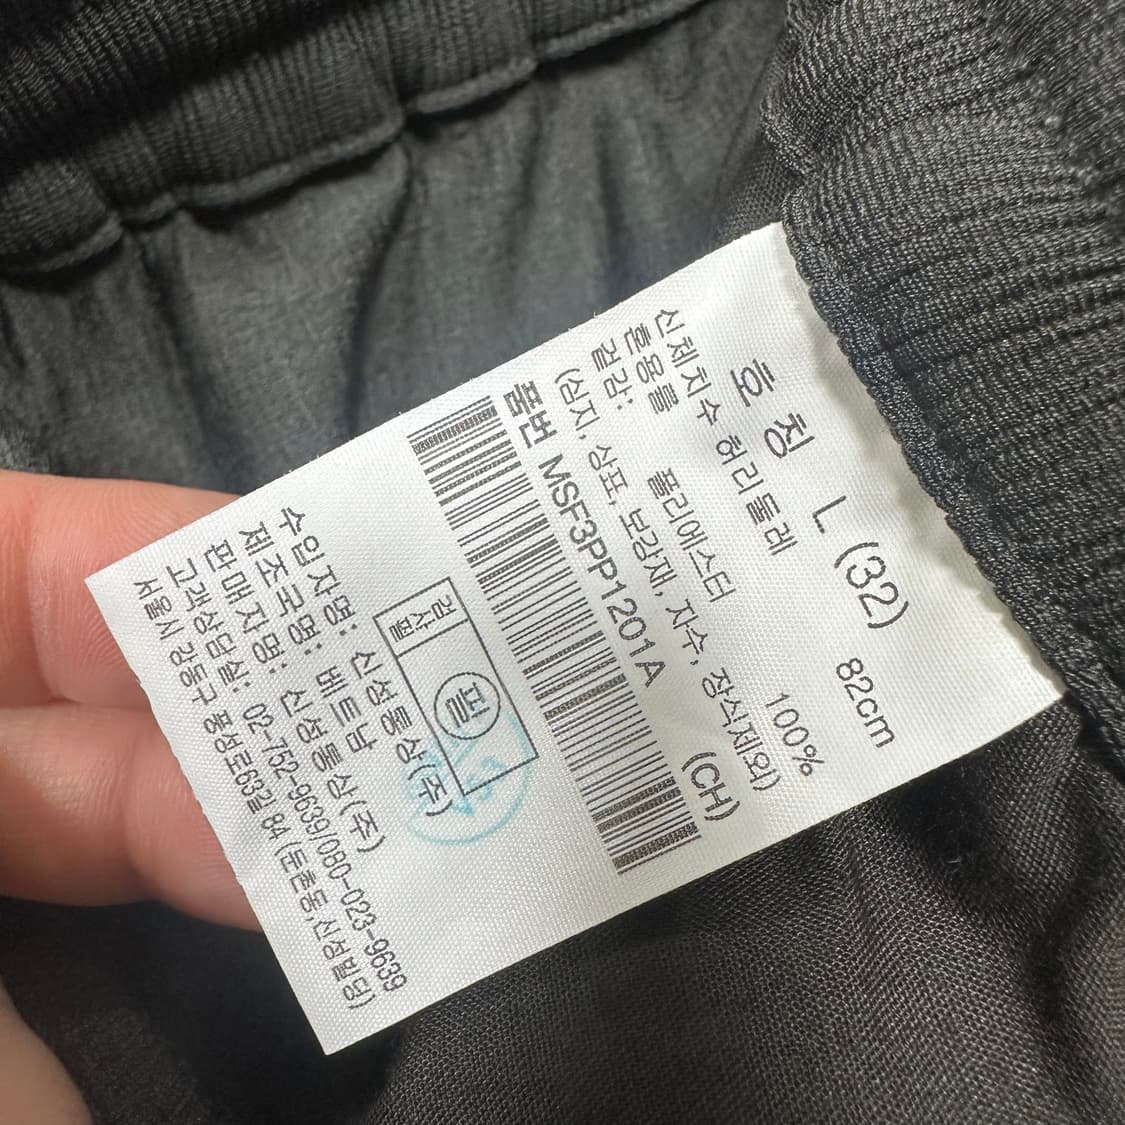 호칭 L (32)
신체치수 허리둘레 82cm
혼용률
겉감: 폴리에스터 100%
(심지, 상표, 보강재, 자수, 장식제외)
품번 MSF3PP1201A (CH)
검사필 필
수입자명: 신성통상(주)
제조국명: 베트남
판매자명: 신성통상(주)
고객상담실: 02-752-9639/080-023-9639
서울시 강동구 풍성로63길 84 (둔촌동,신성빌딩)